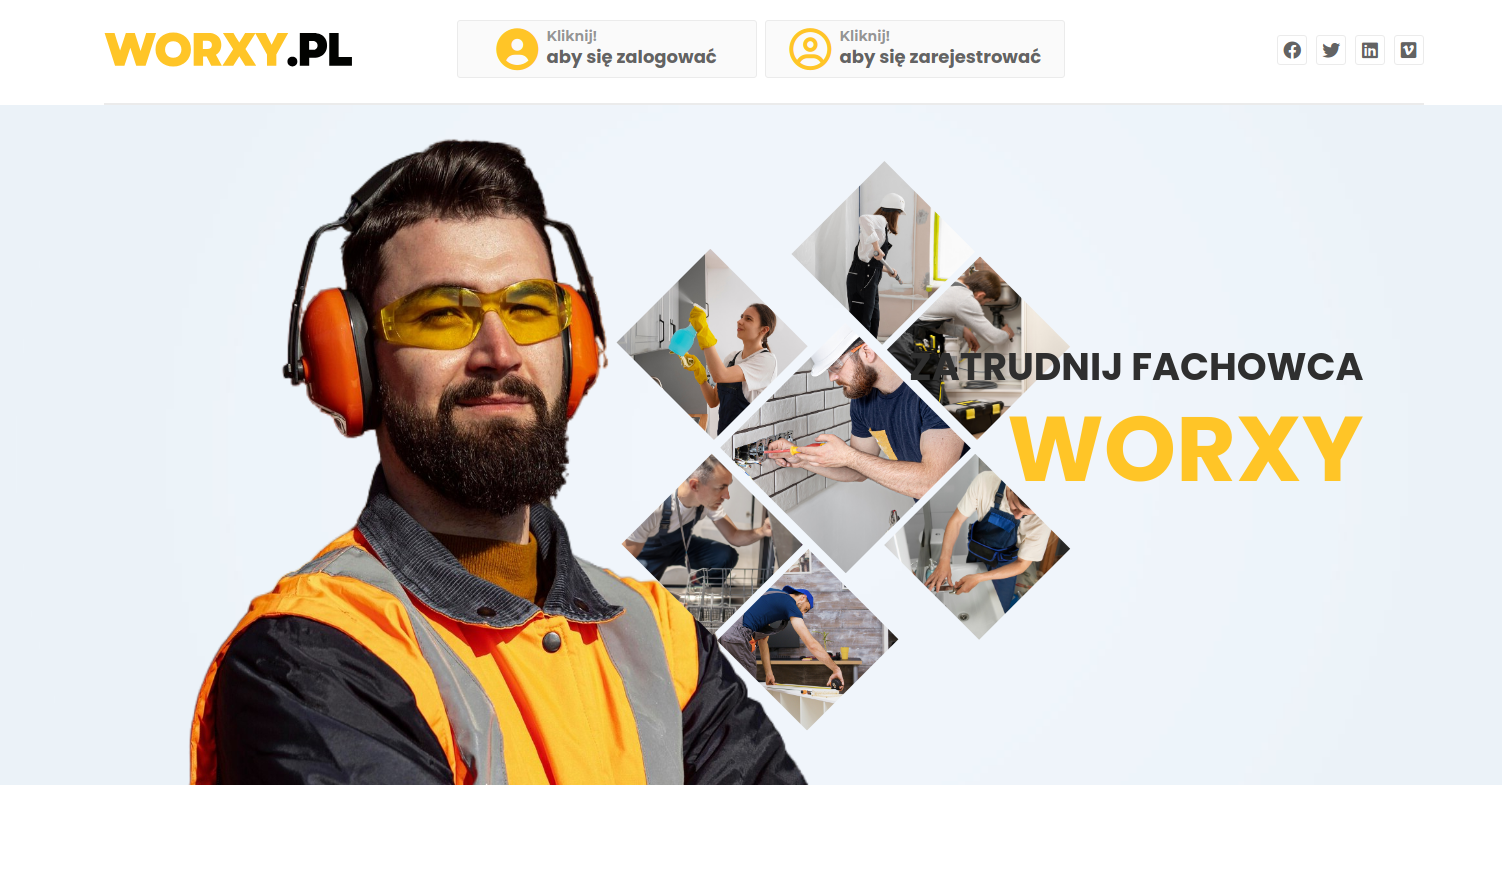 WORXY.PL
Kliknij!
aby się zalogować
Kliknij!
aby się zarejestrować
ZATRUDNIJ FACHOWCA
WORXY